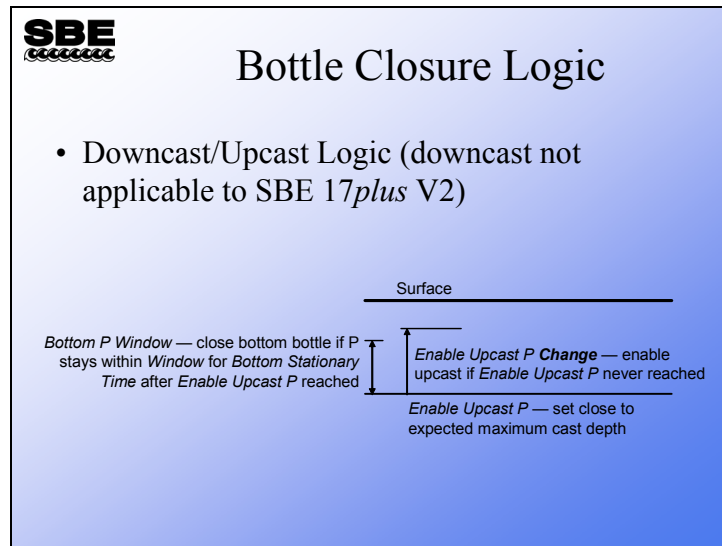 SBE
Bottle Closure Logic
• Downcast/Upcast Logic (downcast not
applicable to SBE 17plus V2)
Surface
Bottom P Window — close bottom bottle if P
stays within Window for Bottom Stationary
Time after Enable Upcast P reached
Enable Upcast P Change — enable
upcast if Enable Upcast P never reached
Enable Upcast P — set close to
expected maximum cast depth